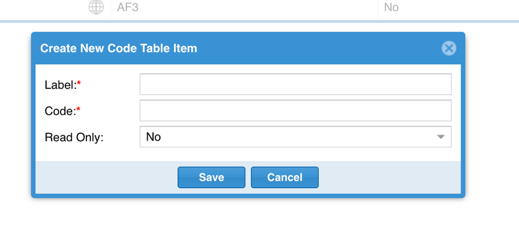 AF3 No
Create New Code Table Item
Label:*
Code:*
Read Only: No
Save Cancel